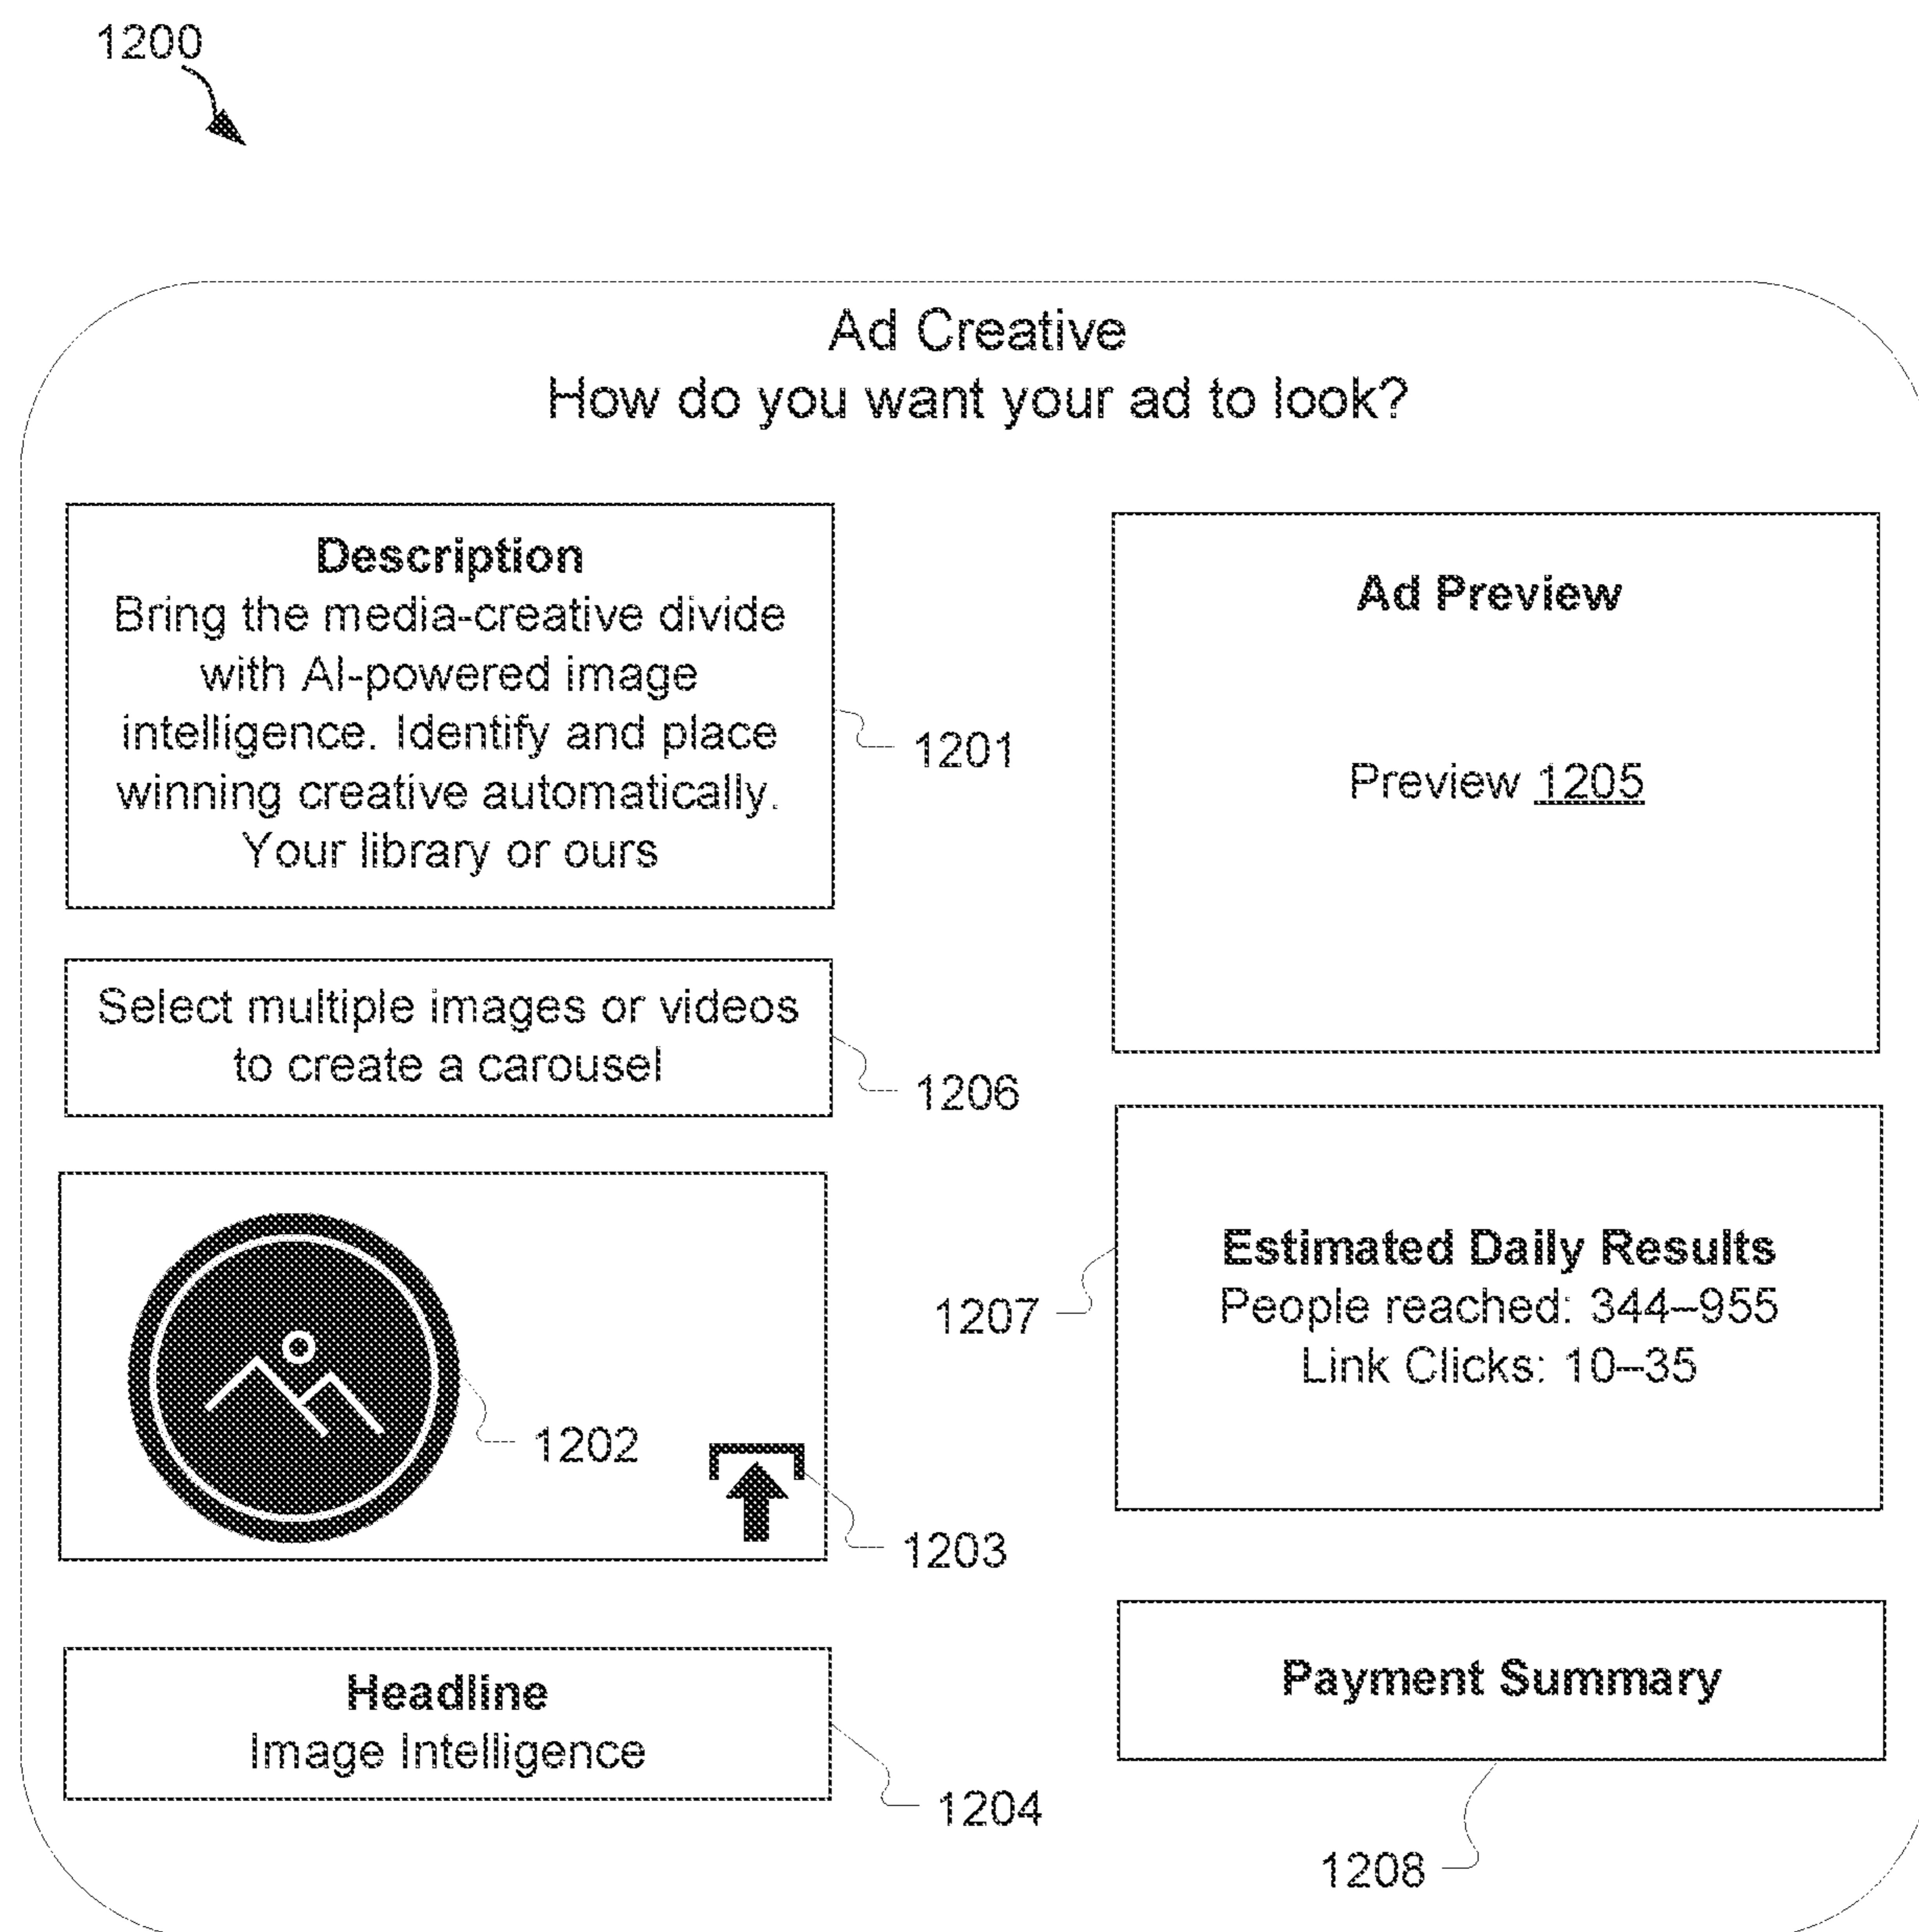 1200
Ad Creative
How do you want your ad to look?
Description
Bring the media-creative divide
with AI-powered image
intelligence. Identify and place
winning creative automatically.
Your library or ours
1201
Select multiple images or videos
to create a carousel
1206
1202
1203
Headline
Image Intelligence
1204
Ad Preview
Preview 1205
Estimated Daily Results
People reached: 344–955
Link Clicks: 10–35
1207
Payment Summary
1208